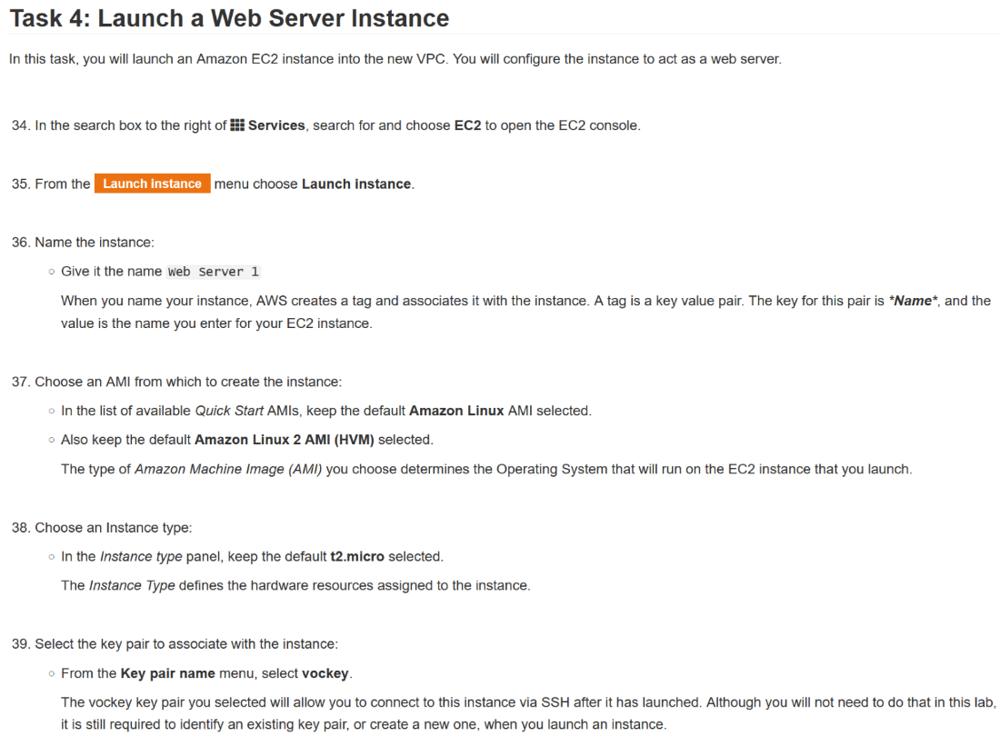 Task 4: Launch a Web Server Instance
In this task, you will launch an Amazon EC2 instance into the new VPC. You will configure the instance to act as a web server.
34. In the search box to the right of Services, search for and choose EC2 to open the EC2 console.
35. From the Launch instance menu choose Launch instance.
36. Name the instance:
◦ Give it the name Web Server 1
When you name your instance, AWS creates a tag and associates it with the instance. A tag is a key value pair. The key for this pair is *Name*, and the
value is the name you enter for your EC2 instance.
37. Choose an AMI from which to create the instance:
◦ In the list of available Quick Start AMIs, keep the default Amazon Linux AMI selected.
◦ Also keep the default Amazon Linux 2 AMI (HVM) selected.
The type of Amazon Machine Image (AMI) you choose determines the Operating System that will run on the EC2 instance that you launch.
38. Choose an Instance type:
◦ In the Instance type panel, keep the default t2.micro selected.
The Instance Type defines the hardware resources assigned to the instance.
39. Select the key pair to associate with the instance:
◦ From the Key pair name menu, select vockey.
The vockey key pair you selected will allow you to connect to this instance via SSH after it has launched. Although you will not need to do that in this lab,
it is still required to identify an existing key pair, or create a new one, when you launch an instance.